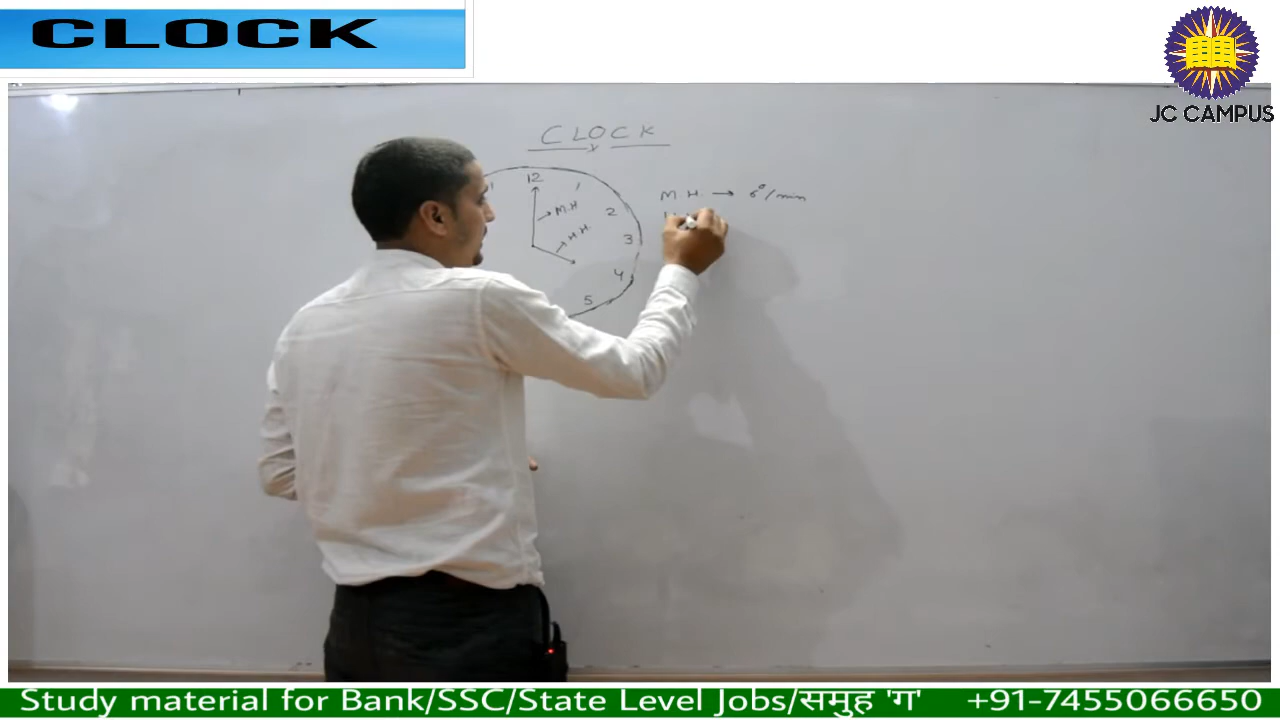 CLOCK
JC CAMPUS
CLOCK
12
1
1
2
3
4
5
M.H
H.H.
M.H. → 6°/min
Study material for Bank/SSC/State Level Jobs/समुह 'ग' +91-7455066650